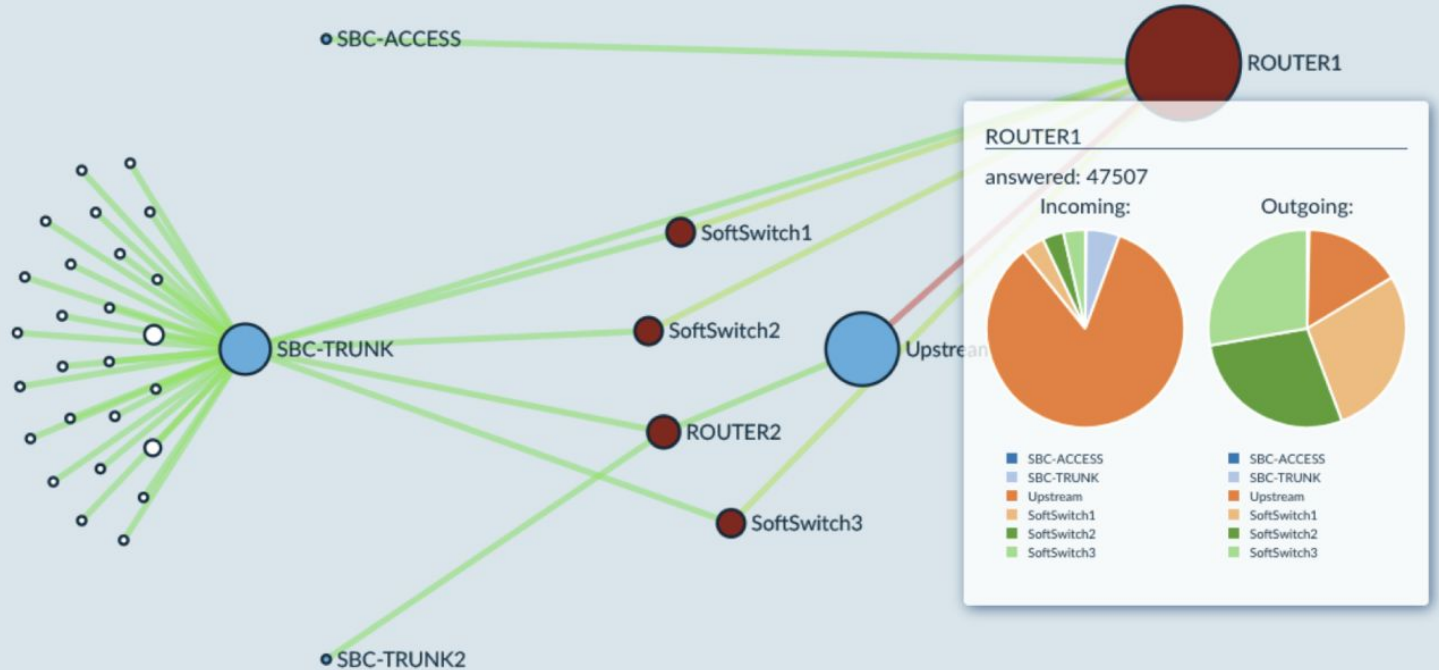 SBC-ACCESS
ROUTER1
ROUTER1
answered: 47507
Incoming: Outgoing:
SoftSwitch1
SoftSwitch2
SBC-TRUNK
Upstream
ROUTER2
SBC-ACCESS SBC-ACCESS
SBC-TRUNK SBC-TRUNK
Upstream Upstream
SoftSwitch1 SoftSwitch1
SoftSwitch3
SoftSwitch2 SoftSwitch2
SoftSwitch3 SoftSwitch3
SBC-TRUNK2